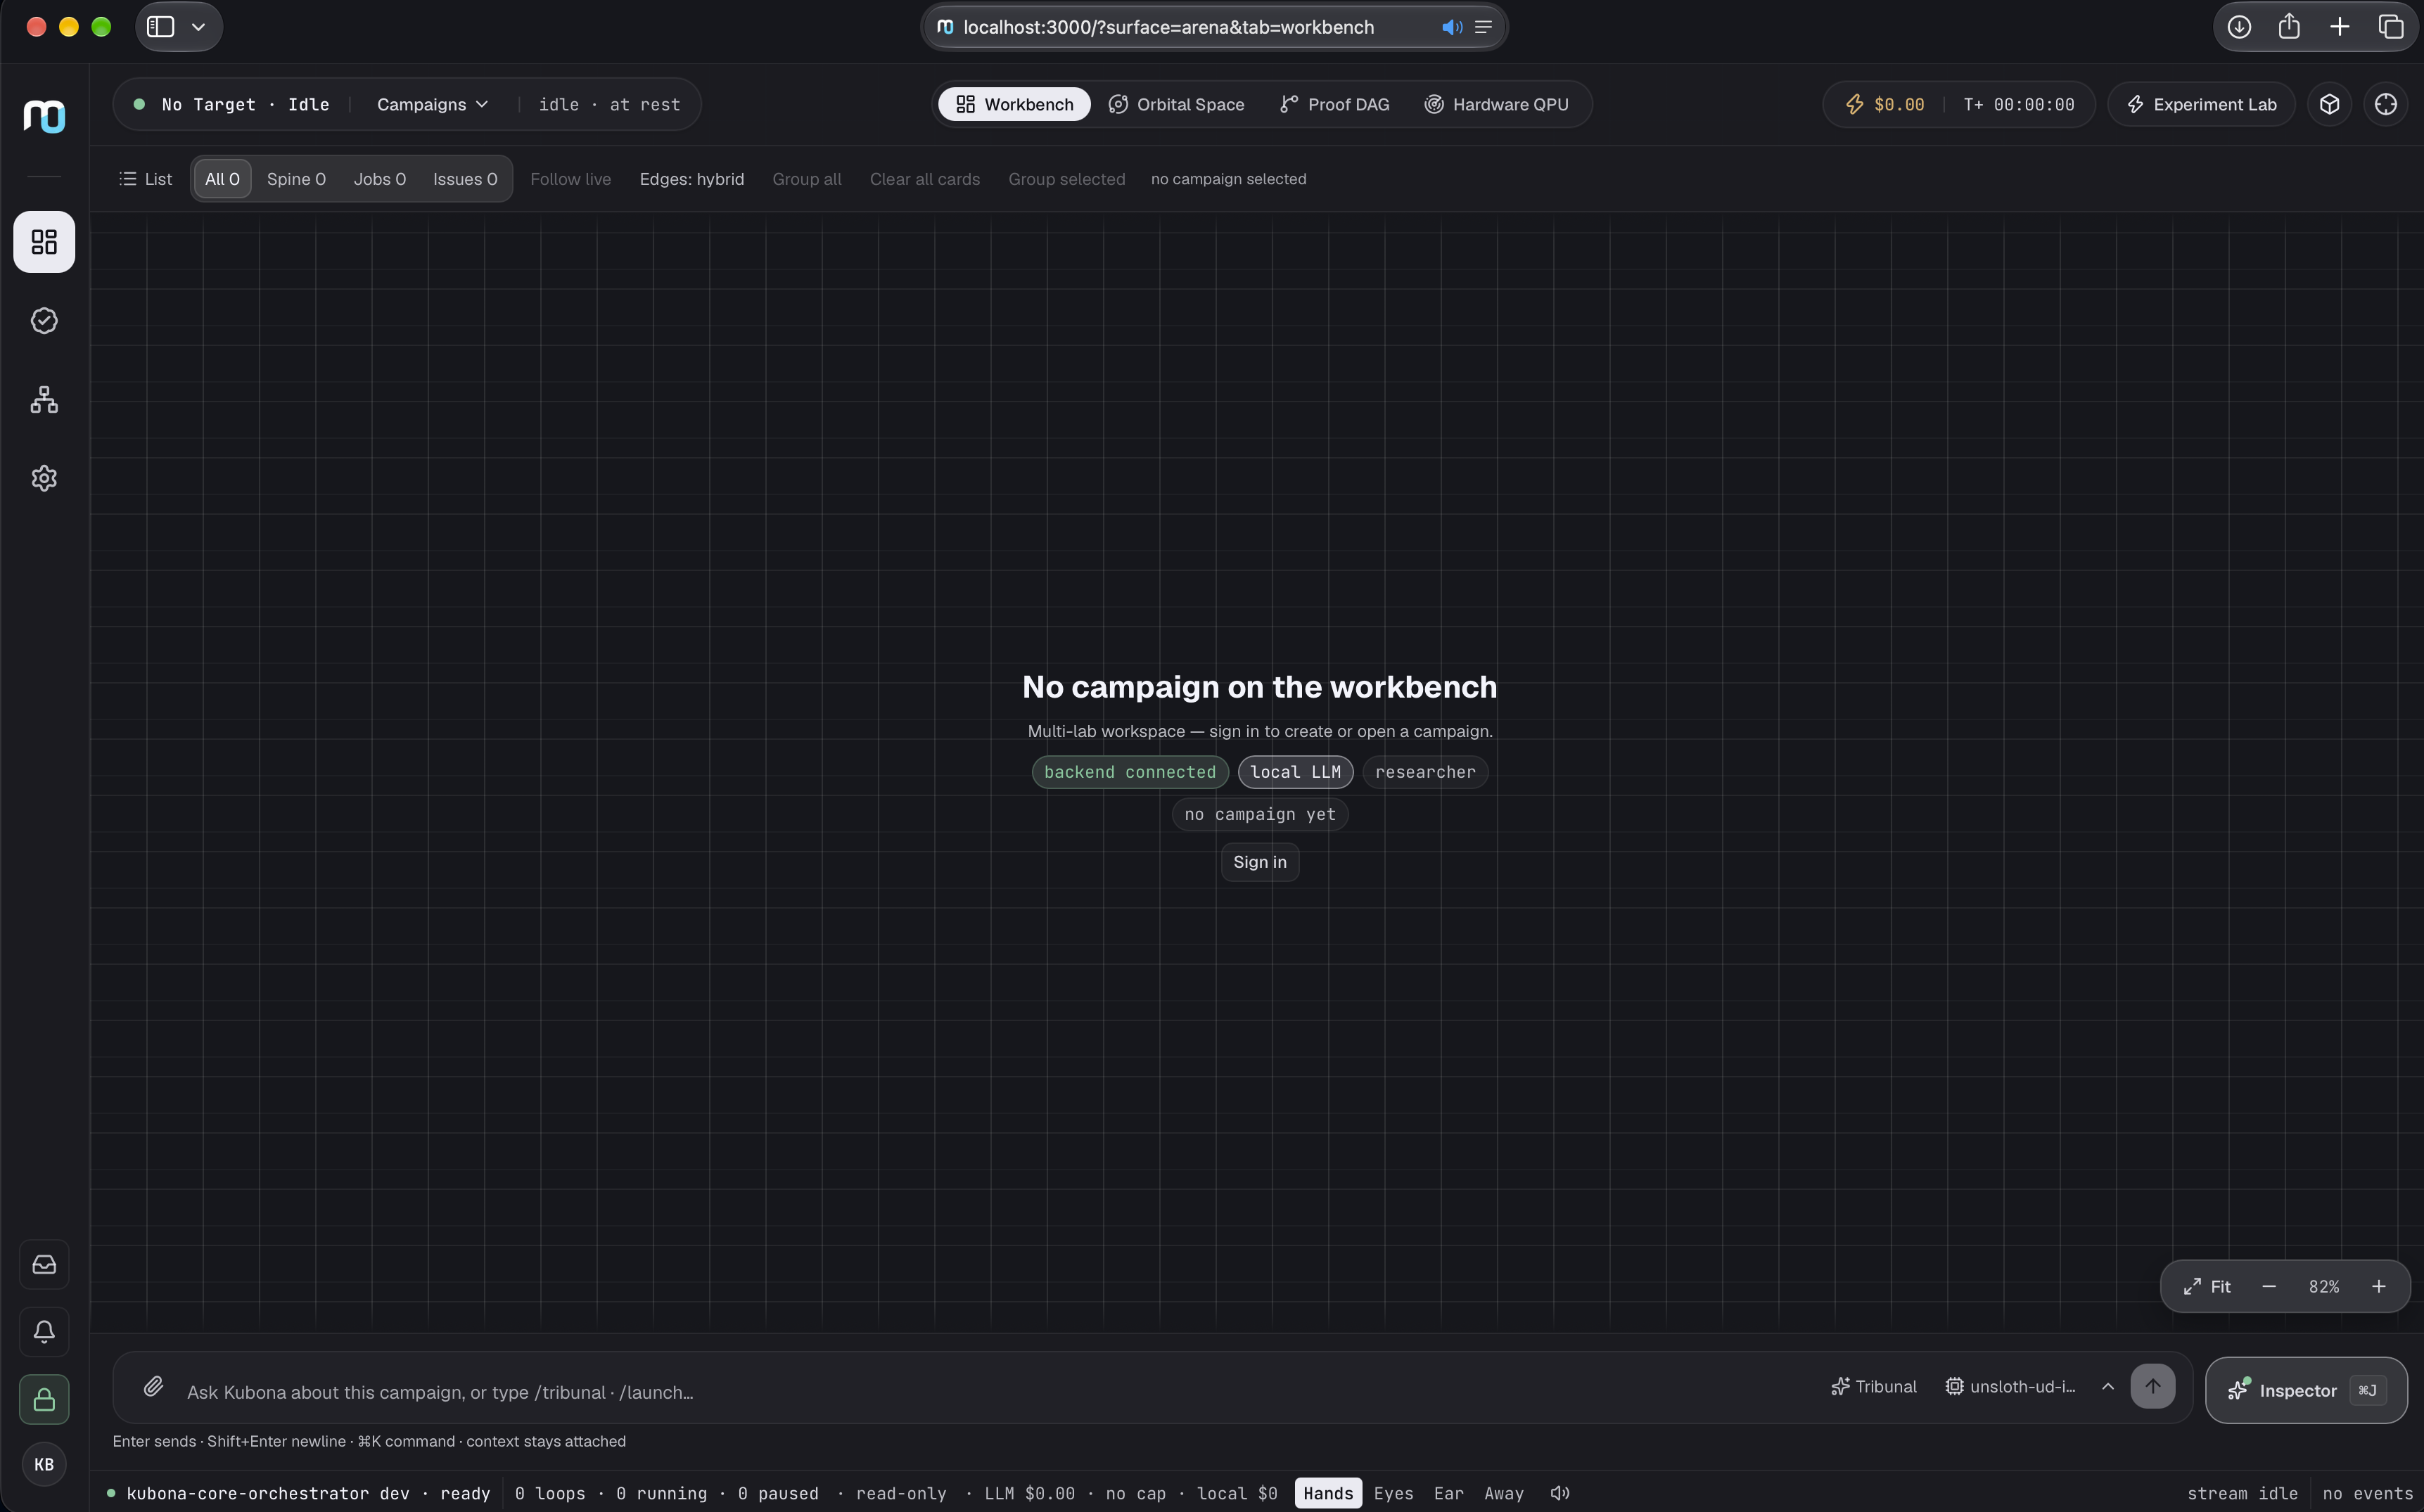 localhost:3000/?surface=arena&tab=workbench
No Target · Idle
Campaigns
idle · at rest
Workbench
Orbital Space
Proof DAG
Hardware QPU
$0.00
T+ 00:00:00
Experiment Lab
List
All 0
Spine 0
Jobs 0
Issues 0
Follow live
Edges: hybrid
Group all
Clear all cards
Group selected
no campaign selected
No campaign on the workbench
Multi-lab workspace — sign in to create or open a campaign.
backend connected
local LLM
researcher
no campaign yet
Sign in
Fit
82%
Ask Kubona about this campaign, or type /tribunal · /launch...
Tribunal
unsloth-ud-i...
Inspector
⌘J
Enter sends · Shift+Enter newline · ⌘K command · context stays attached
KB
kubona-core-orchestrator dev · ready
0 loops · 0 running · 0 paused · read-only · LLM $0.00 · no cap · local $0
Hands
Eyes
Ear
Away
stream idle
no events